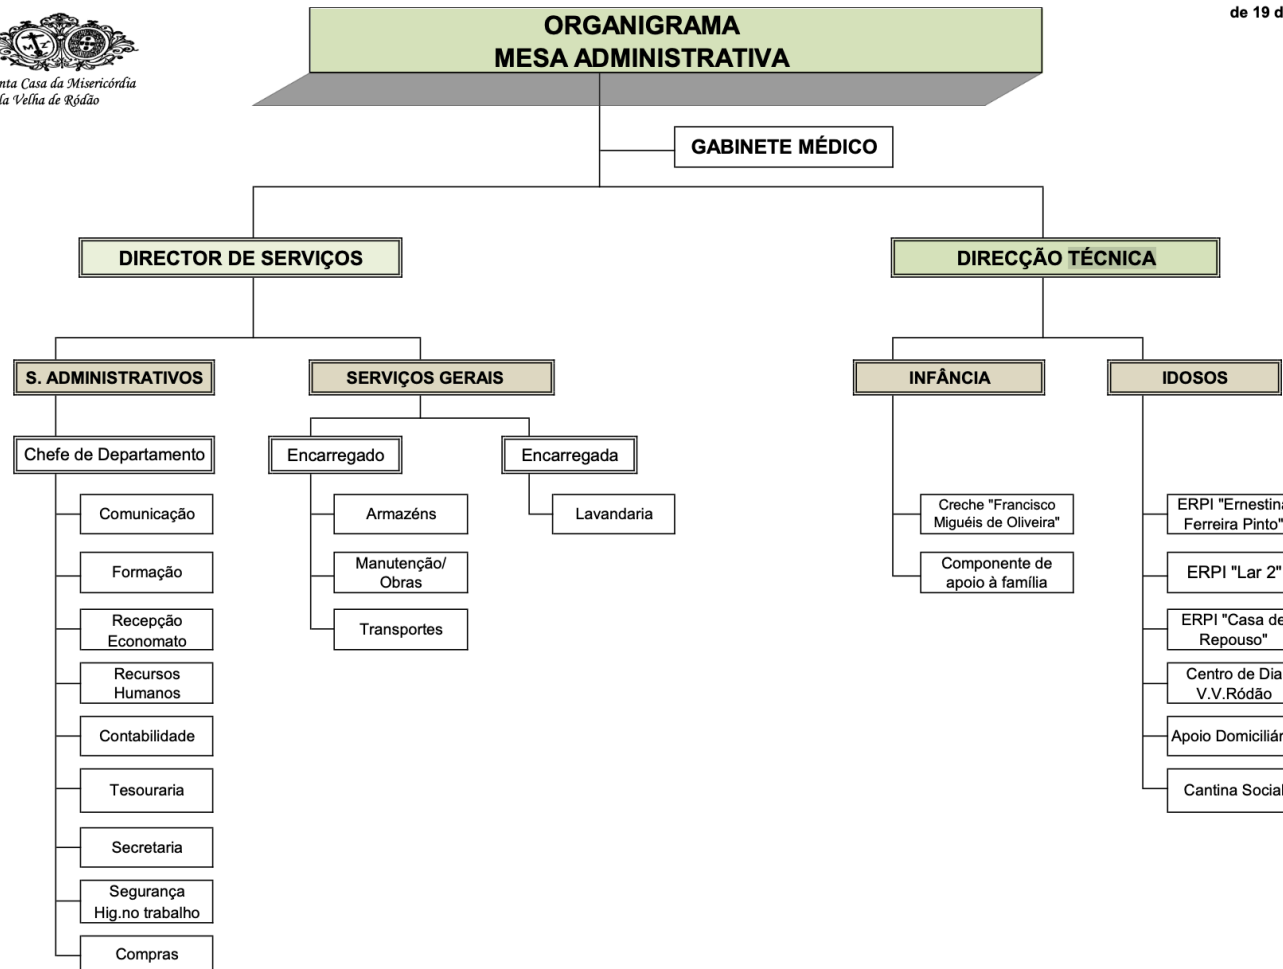 nta Casa da Misericórdia
la Velha de Ródão
ORGANIGRAMA
MESA ADMINISTRATIVA
de 19 d
GABINETE MÉDICO
DIRECTOR DE SERVIÇOS
DIRECÇÃO TÉCNICA
S. ADMINISTRATIVOS
SERVIÇOS GERAIS
INFÂNCIA
IDOSOS
Chefe de Departamento
Encarregado
Encarregada
Comunicação
Formação
Recepção
Economato
Recursos
Humanos
Contabilidade
Tesouraria
Secretaria
Segurança
Hig.no trabalho
Compras
Armazéns
Manutenção/
Obras
Transportes
Lavandaria
Creche "Francisco
Miguéis de Oliveira"
Componente de
apoio à família
ERPI "Ernestina
Ferreira Pinto"
ERPI "Lar 2"
ERPI "Casa de
Repouso"
Centro de Dia
V.V.Ródão
Apoio Domiciliár
Cantina Social